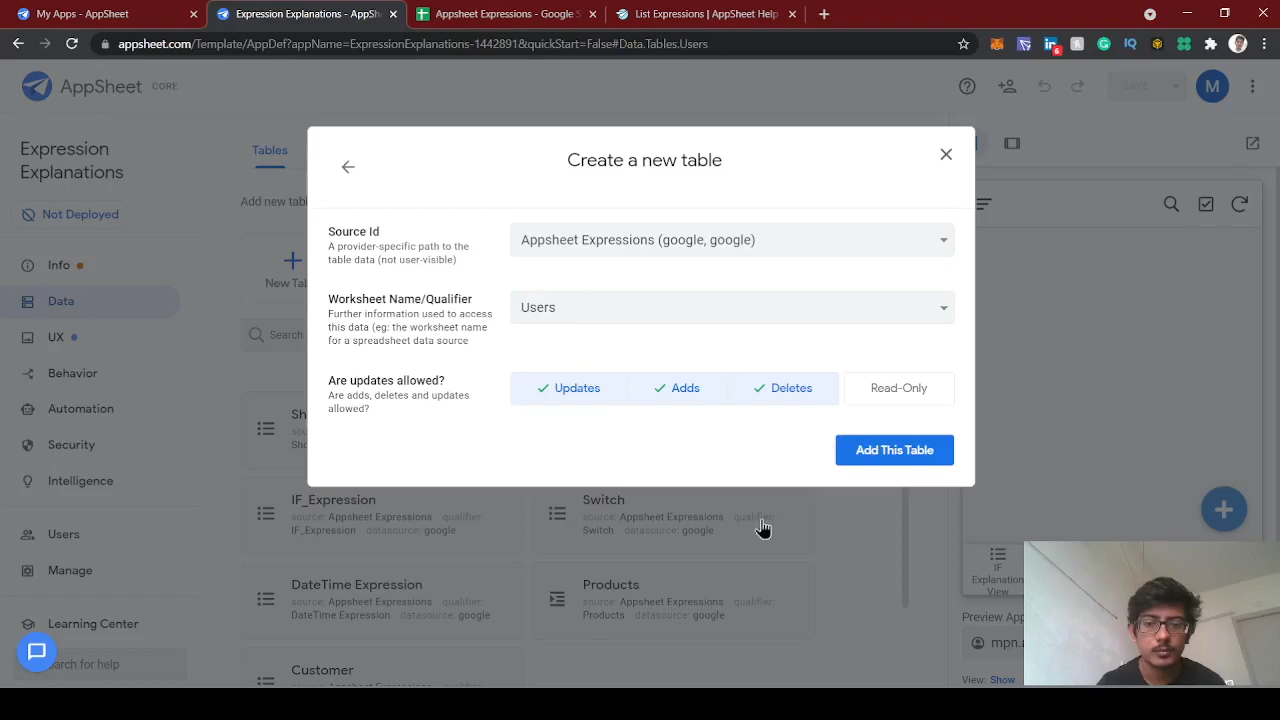 My Apps - AppSheet
Expression Explanations - AppShe
Appsheet Expressions - Google S
List Expressions | AppSheet Help
appsheet.com/Template/AppDef?appName=ExpressionExplanations-1442891&quickStart=False#Data.Tables.Users
AppSheet CORE
SAVE
M
Expression
Explanations
Not Deployed
Info
Data
UX
Behavior
Automation
Security
Intelligence
Users
Manage
Learning Center
Search for help
Tables
Add new tabl
New Tab
Search
Create a new table
Source Id
A provider-specific path to the
table data (not user-visible)
Appsheet Expressions (google, google)
Worksheet Name/Qualifier
Further information used to access
this data (eg: the worksheet name
for a spreadsheet data source
Users
Are updates allowed?
Are adds, deletes and updates
allowed?
Updates
Adds
Deletes
Read-Only
Add This Table
Sh
sou
Sho
IF_Expression
source: Appsheet Expressions qualifier:
IF_Expression datasource: google
Switch
source: Appsheet Expressions qualifier:
Switch datasource: google
DateTime Expression
source: Appsheet Expressions qualifier:
DateTime Expression datasource: google
Products
source: Appsheet Expressions qualifier:
Products datasource: google
Customer
source: Appsheet Expressions qualifier:
IF
Explanation
View
Preview App
mpn.a
View: Show